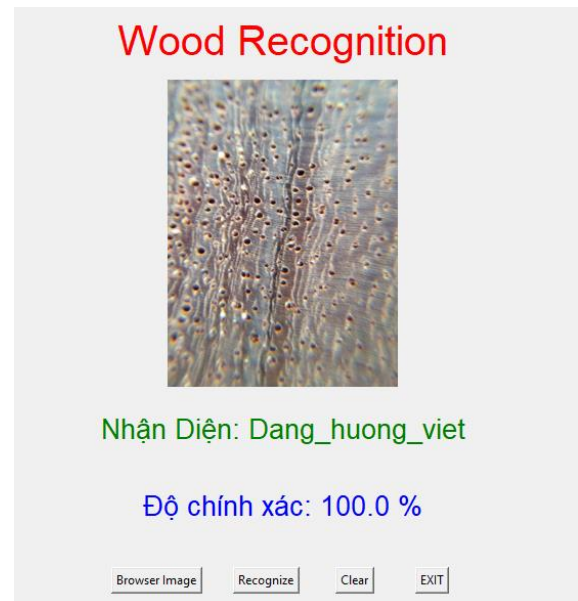 Wood Recognition
Nhận Diện: Dang_huong_viet
Độ chính xác: 100.0 %
Browser Image Recognize Clear EXIT